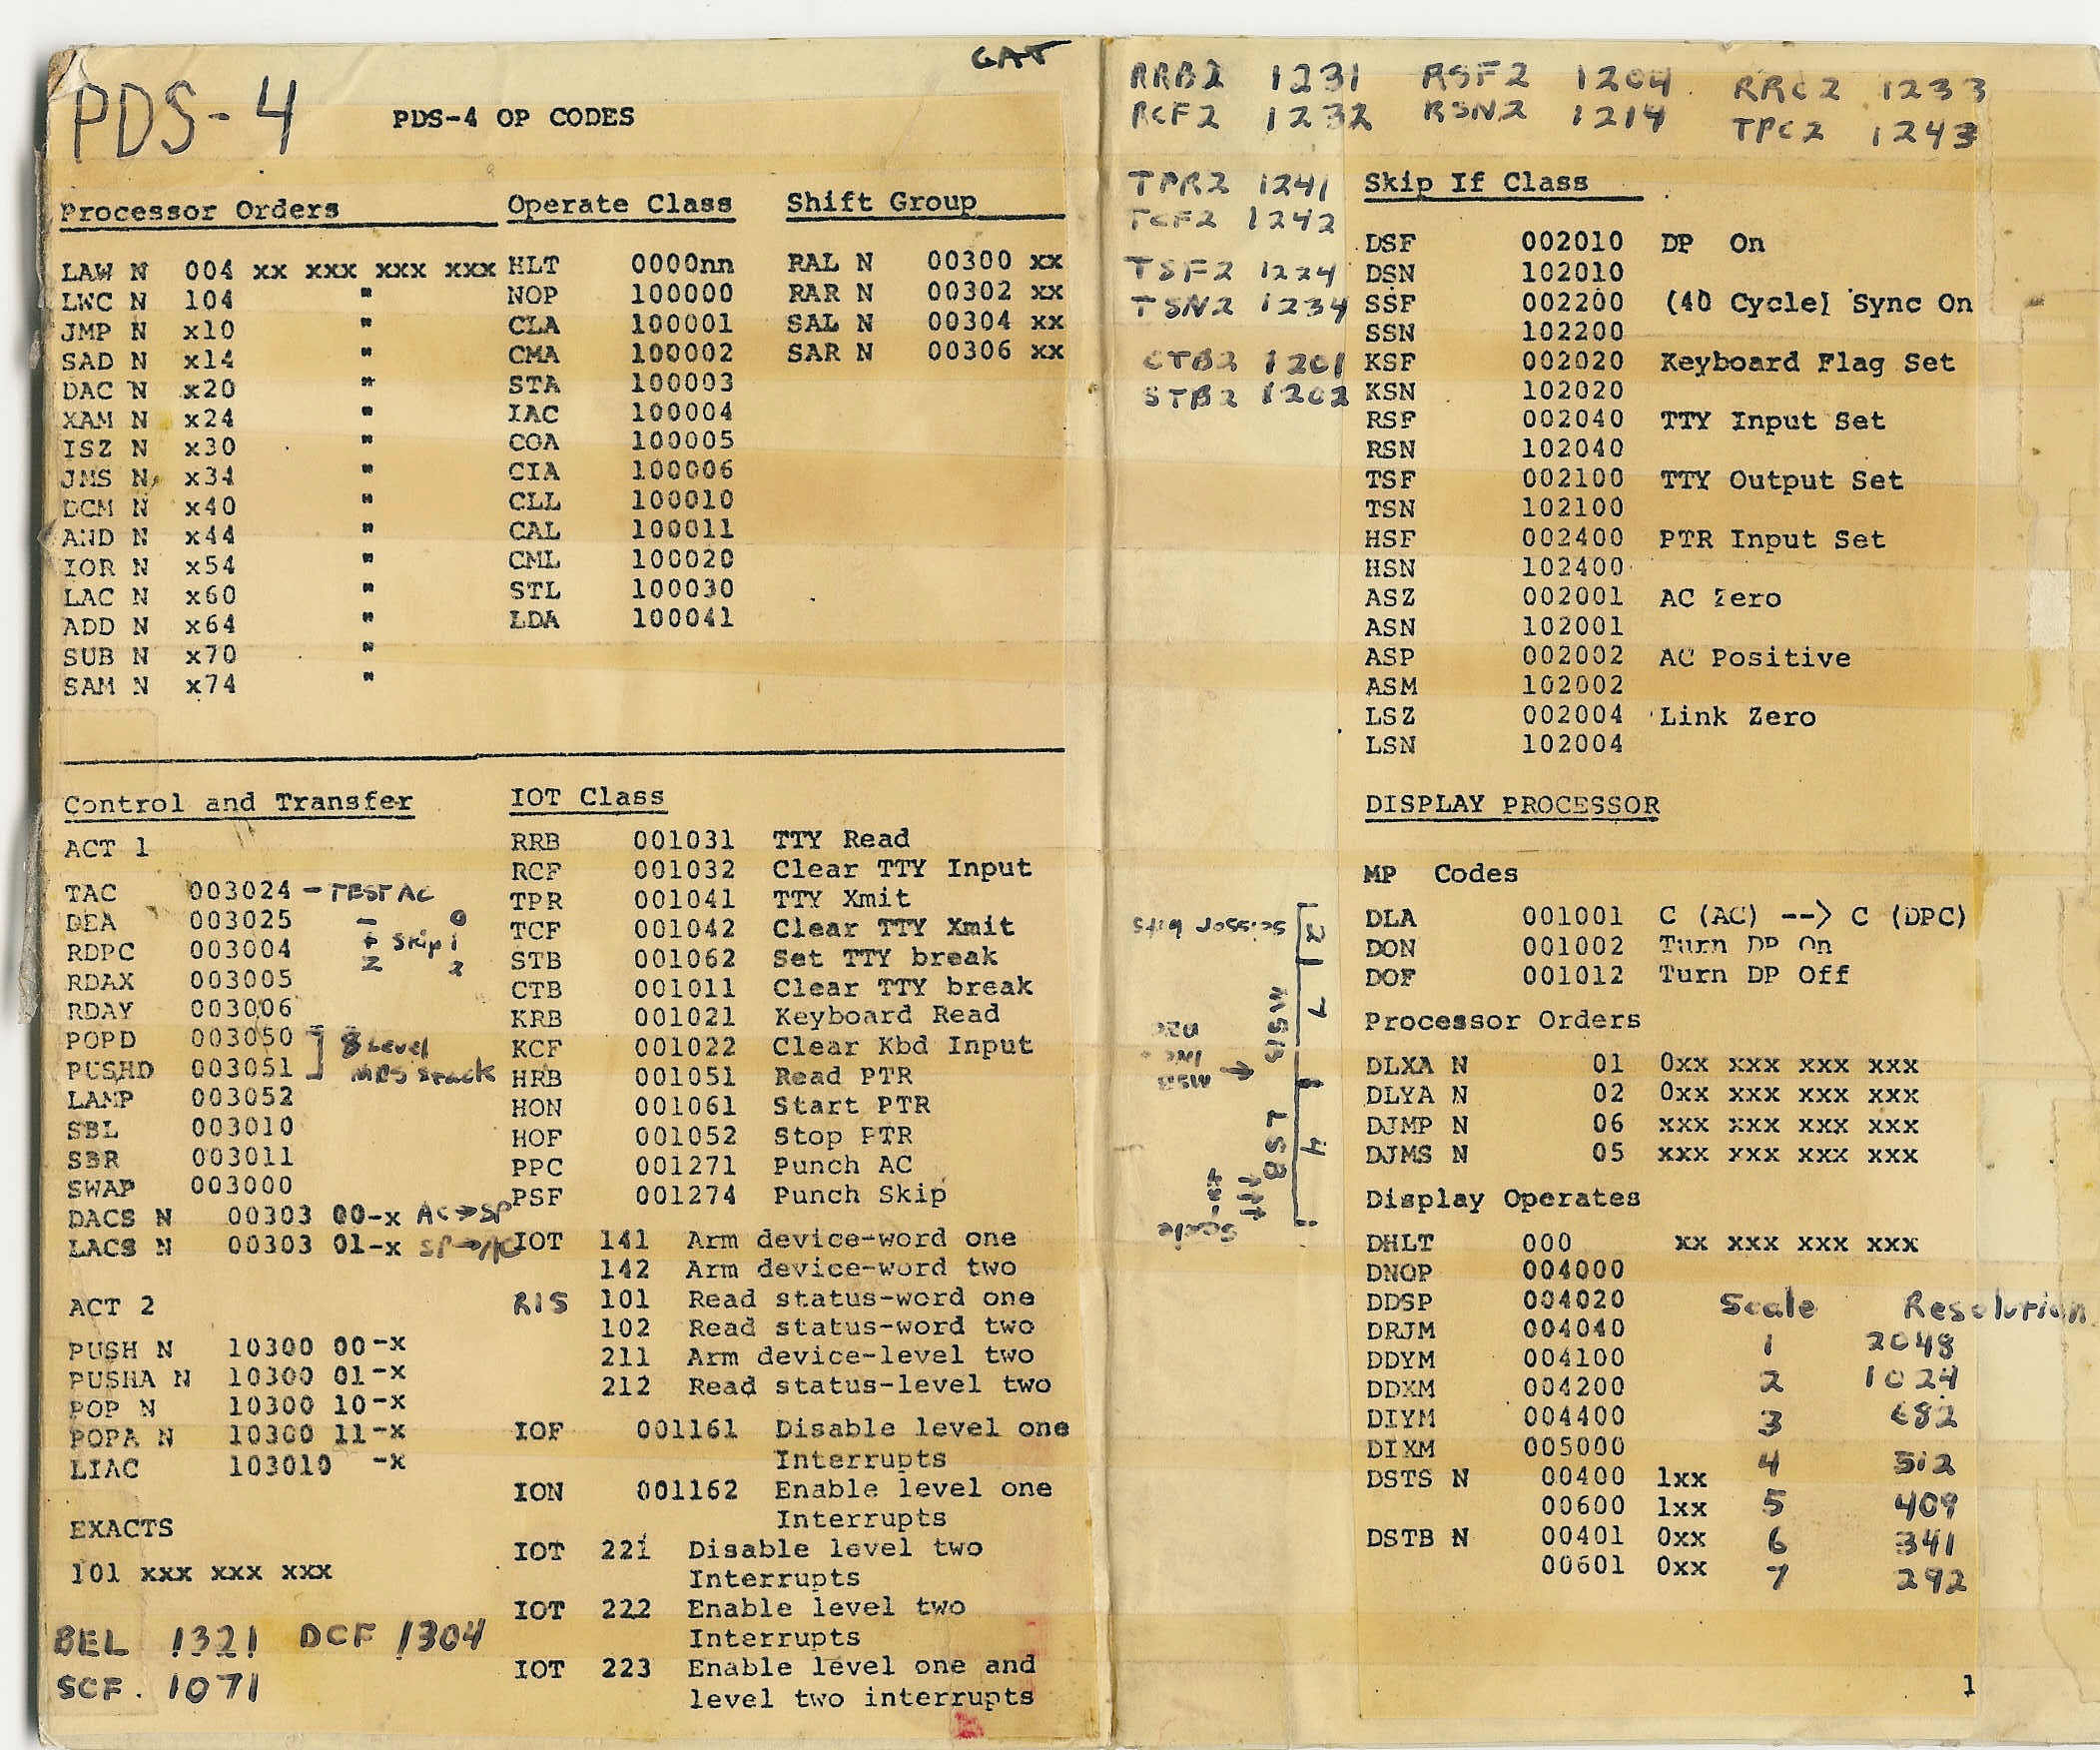 GAT
PDS-4
PDS-4 OP CODES
Processor Orders
LAW N 004 xx xxx xxx xxx
LWC N 104 "
JMP N x10 "
SAD N x14 "
DAC N x20 "
XAM N x24 "
ISZ N x30 "
JMS N x34 "
DCM N x40 "
AND N x44 "
IOR N x54 "
LAC N x60 "
ADD N x64 "
SUB N x70 "
SAM N x74 "
Operate Class
HLT 0000nn
NOP 100000
CLA 100001
CMA 100002
STA 100003
IAC 100004
COA 100005
CIA 100006
CLL 100010
CAL 100011
CML 100020
STL 100030
LDA 100041
Shift Group
RAL N 00300 xx
RAR N 00302 xx
SAL N 00304 xx
SAR N 00306 xx
Control and Transfer
ACT 1
TAC 003024 - TEST AC
DEA 003025 - 0
RDPC 003004 + skip 1
RDAX 003005 Z 2
RDAY 003006
POPD 003050 8 Level
PUSHD 003051 MDS stack
LAMP 003052
SBL 003010
SBR 003011
SWAP 003000
DACS N 00303 00-x AC→SP
LACS N 00303 01-x SP→AC
ACT 2
PUSH N 10300 00-x
PUSHA N 10300 01-x
POP N 10300 10-x
POPA N 10300 11-x
LIAC 103010 -x
EXACTS
101 xxx xxx xxx
BEL 1321 DCF 1304
SCF. 1071
IOT Class
RRB 001031 TTY Read
RCF 001032 Clear TTY Input
TPR 001041 TTY Xmit
TCF 001042 Clear TTY Xmit
STB 001062 Set TTY break
CTB 001011 Clear TTY break
KRB 001021 Keyboard Read
KCF 001022 Clear Kbd Input
HRB 001051 Read PTR
HON 001061 Start PTR
HOF 001052 Stop PTR
PPC 001271 Punch AC
PSF 001274 Punch Skip
IOT 141 Arm device-word one
142 Arm device-word two
RIS 101 Read status-word one
102 Read status-word two
211 Arm device-level two
212 Read status-level two
IOF 001161 Disable level one
Interrupts
ION 001162 Enable level one
Interrupts
IOT 221 Disable level two
Interrupts
IOT 222 Enable level two
Interrupts
IOT 223 Enable level one and
level two interrupts
RRB2 1231 RSF2 1204 RRC2 1233
RCF2 1232 RSN2 1214 TPC2 1243
TPR2 1241
TCF2 1242
TSF2 1224
TSN2 1234
CTB2 1201
STB2 1202
Skip If Class
DSF 002010 DP On
DSN 102010
SSF 002200 (40 Cycle) Sync On
SSN 102200
KSF 002020 Keyboard Flag Set
KSN 102020
RSF 002040 TTY Input Set
RSN 102040
TSF 002100 TTY Output Set
TSN 102100
HSF 002400 PTR Input Set
HSN 102400
ASZ 002001 AC Zero
ASN 102001
ASP 002002 AC Positive
ASM 102002
LSZ 002004 Link Zero
LSN 102004
scissor bits
2 7 4
MSB LSB
MSB
Scale
DISPLAY PROCESSOR
MP Codes
DLA 001001 C (AC) --> C (DPC)
DON 001002 Turn DP On
DOF 001012 Turn DP Off
Processor Orders
DLXA N 01 0xx xxx xxx xxx
DLYA N 02 0xx xxx xxx xxx
DJMP N 06 xxx xxx xxx xxx
DJMS N 05 xxx xxx xxx xxx
Display Operates
DHLT 000 xx xxx xxx xxx
DNOP 004000
DDSP 004020
DRJM 004040
DDYM 004100
DDXM 004200
DIYM 004400
DIXM 005000
DSTS N 00400 1xx
00600 1xx
DSTB N 00401 0xx
00601 0xx
Scale Resolution
1 2048
2 1024
3 682
4 512
5 409
6 341
7 292
1